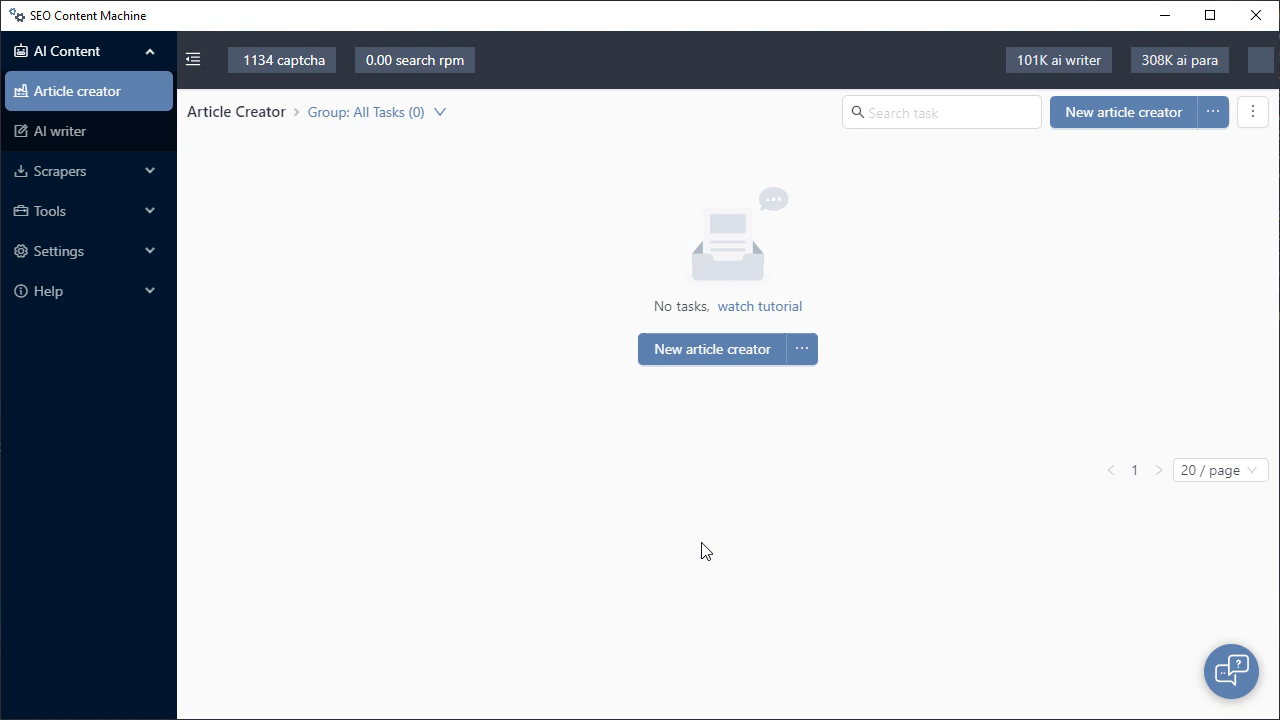 SEO Content Machine
AI Content
Article creator
AI writer
Scrapers
Tools
Settings
Help
1134 captcha
0.00 search rpm
101K ai writer
308K ai para
Article Creator > Group: All Tasks (0)
Search task
New article creator ···
No tasks, watch tutorial
New article creator ···
< 1 > 20 / page